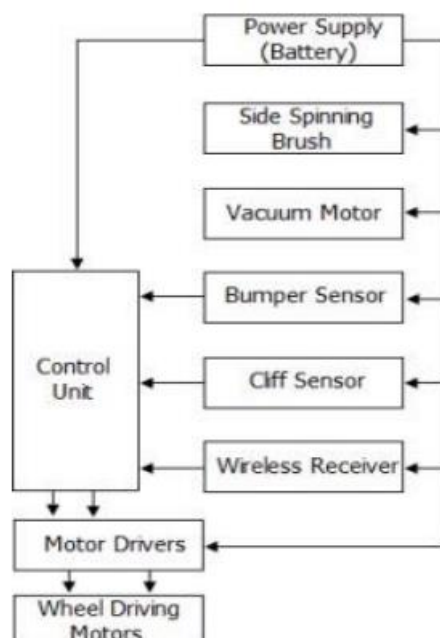 Power Supply
(Battery)
Side Spinning
Brush
Vacuum Motor
Bumper Sensor
Control
Unit
Cliff Sensor
Wireless Receiver
Motor Drivers
Wheel Driving
Motors